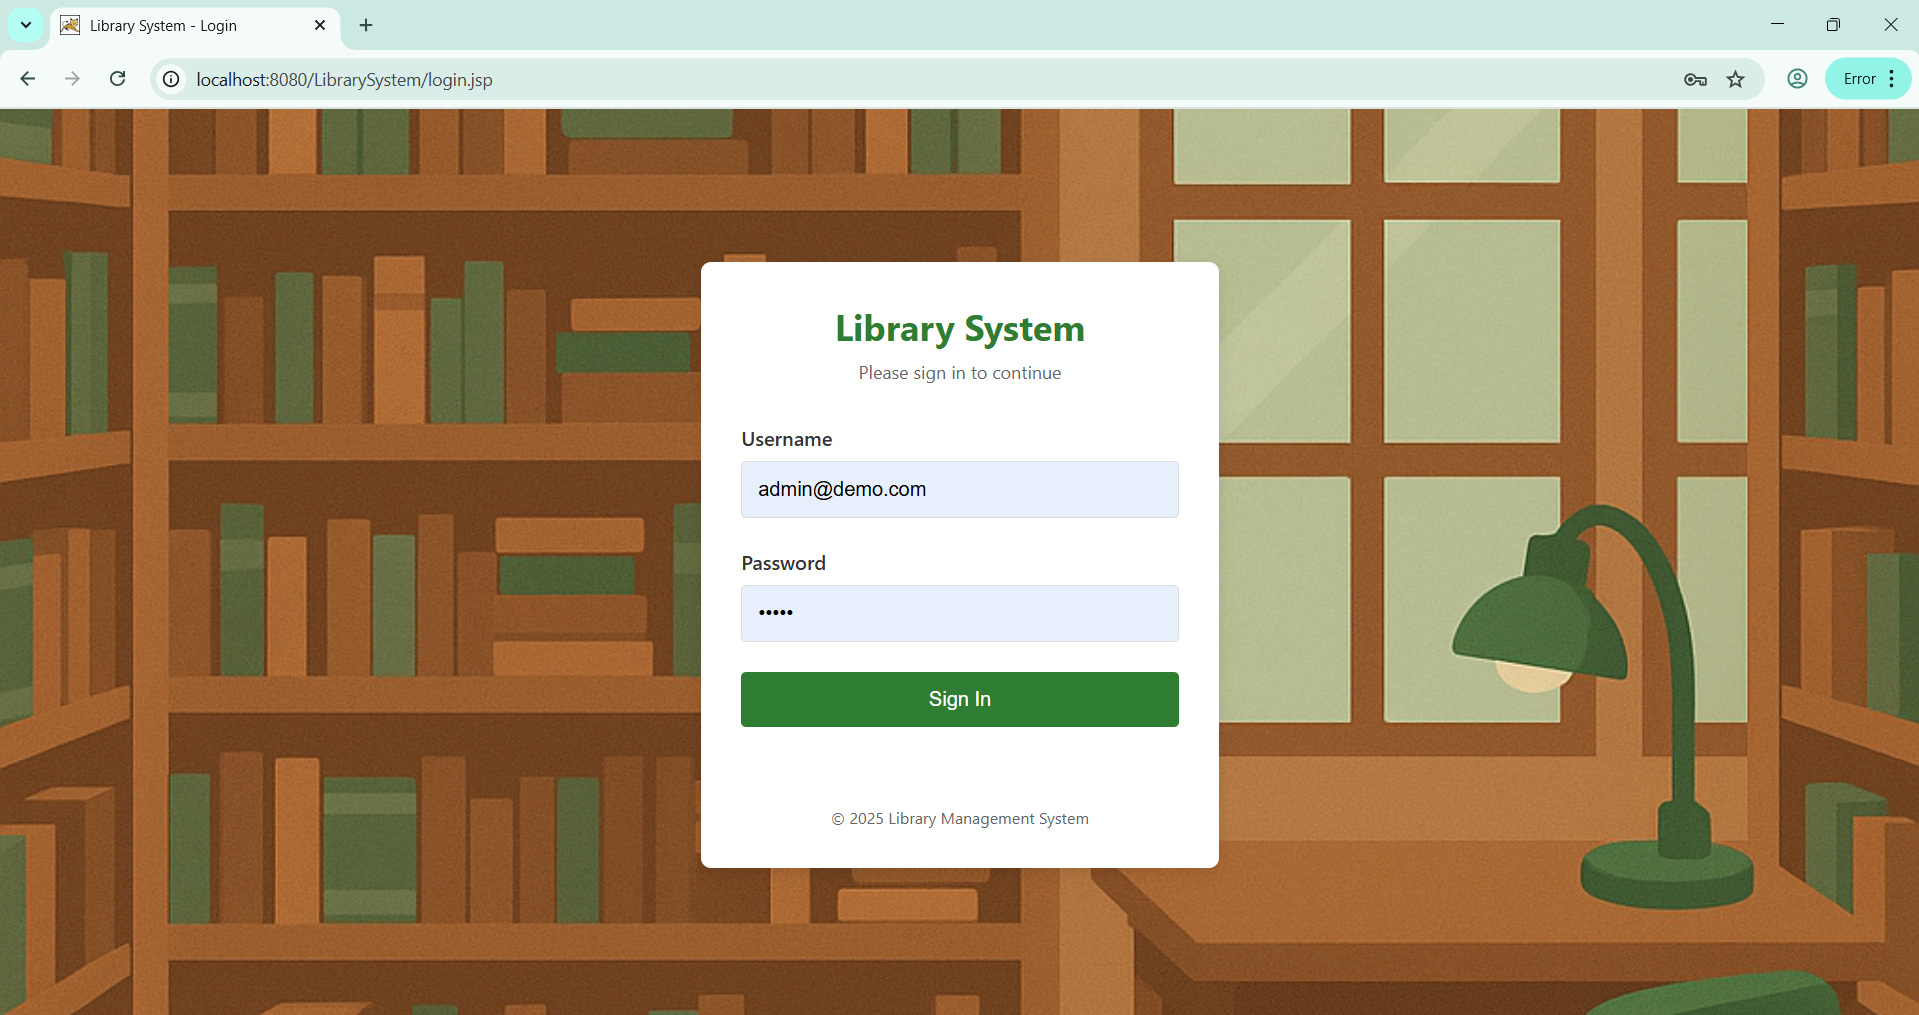 Library System - Login
localhost:8080/LibrarySystem/login.jsp
Error
Library System
Please sign in to continue
Username
admin@demo.com
Password
•••••
Sign In
© 2025 Library Management System